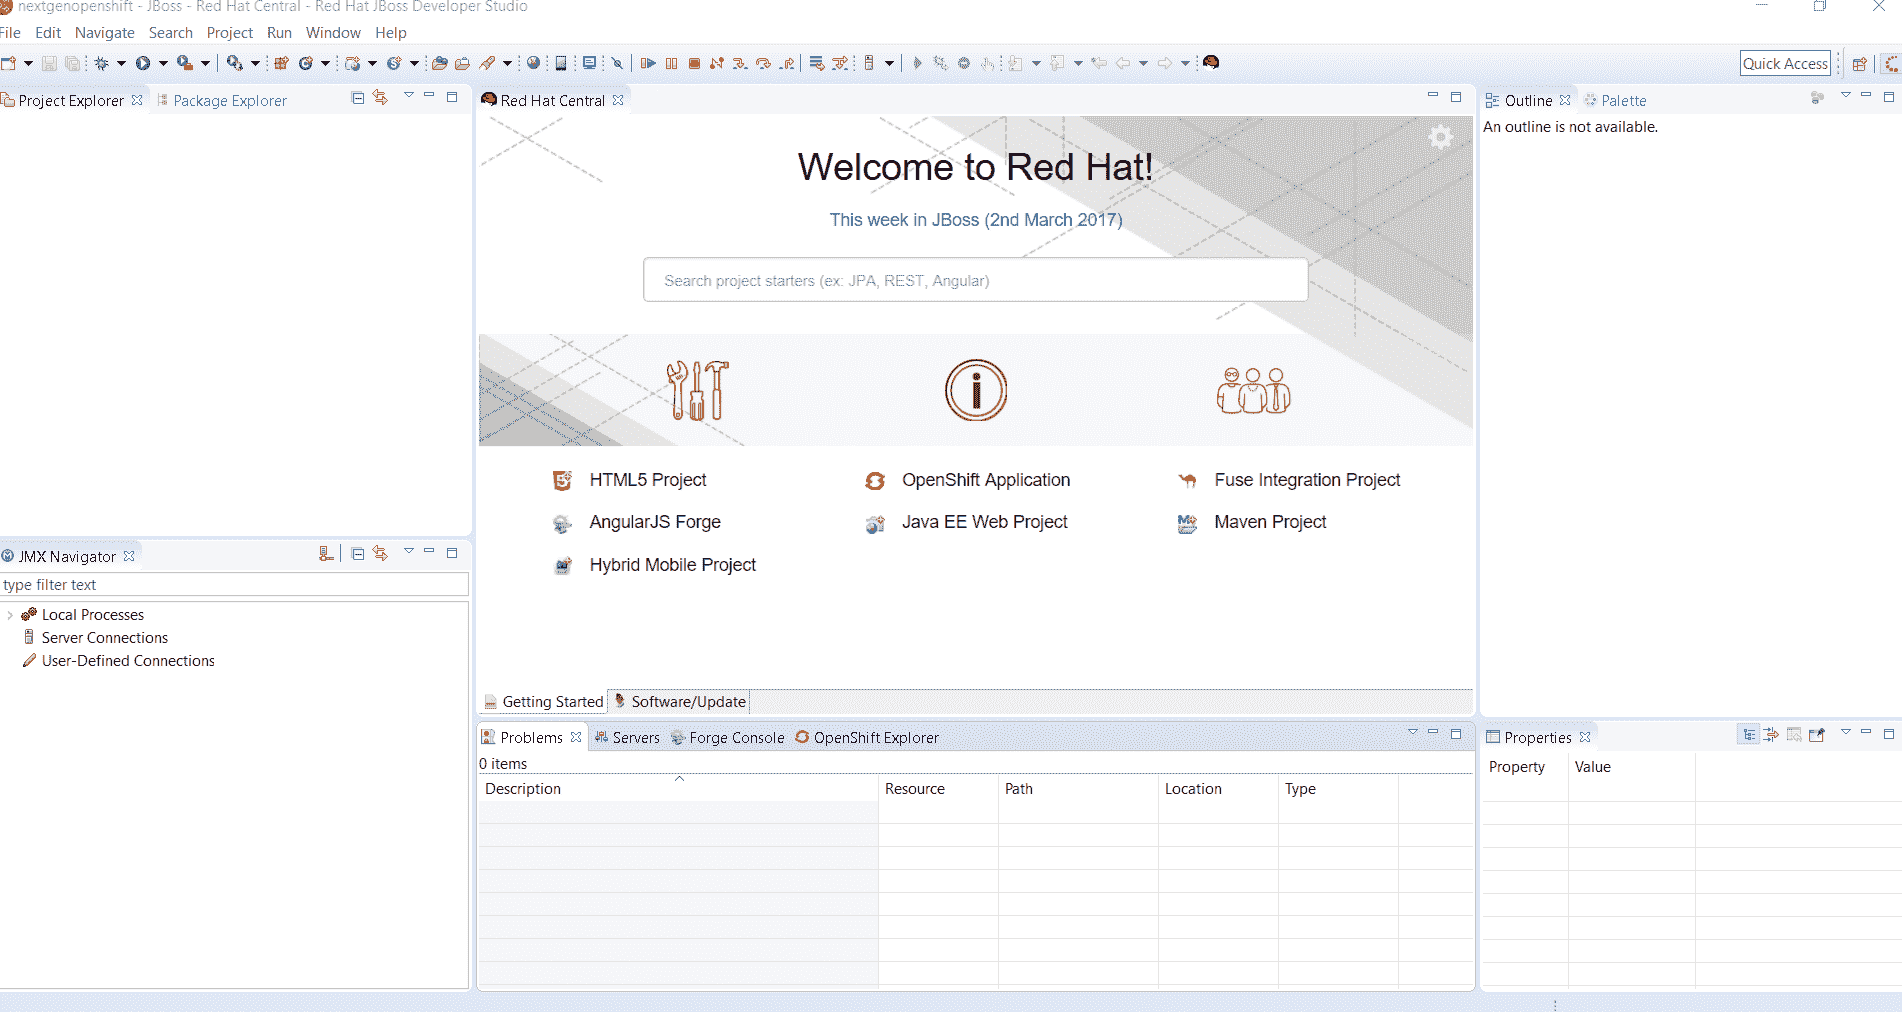 nextgenopenshift - JBoss - Red Hat Central - Red Hat JBoss Developer Studio
File Edit Navigate Search Project Run Window Help
Quick Access
Project Explorer Package Explorer
Red Hat Central
Outline Palette
An outline is not available.
Welcome to Red Hat!
This week in JBoss (2nd March 2017)
Search project starters (ex: JPA, REST, Angular)
HTML5 Project OpenShift Application Fuse Integration Project
AngularJS Forge Java EE Web Project Maven Project
Hybrid Mobile Project
JMX Navigator
type filter text
Local Processes
Server Connections
User-Defined Connections
Getting Started Software/Update
Problems Servers Forge Console OpenShift Explorer
0 items
Description Resource Path Location Type
Properties
Property Value